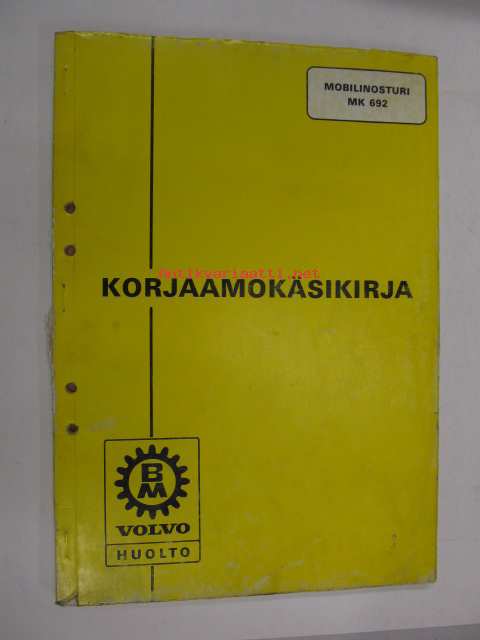 MOBILINOSTURI
MK 692
antikvariaatti.net
KORJAAMOKÄSIKIRJA
BM
VOLVO
HUOLTO